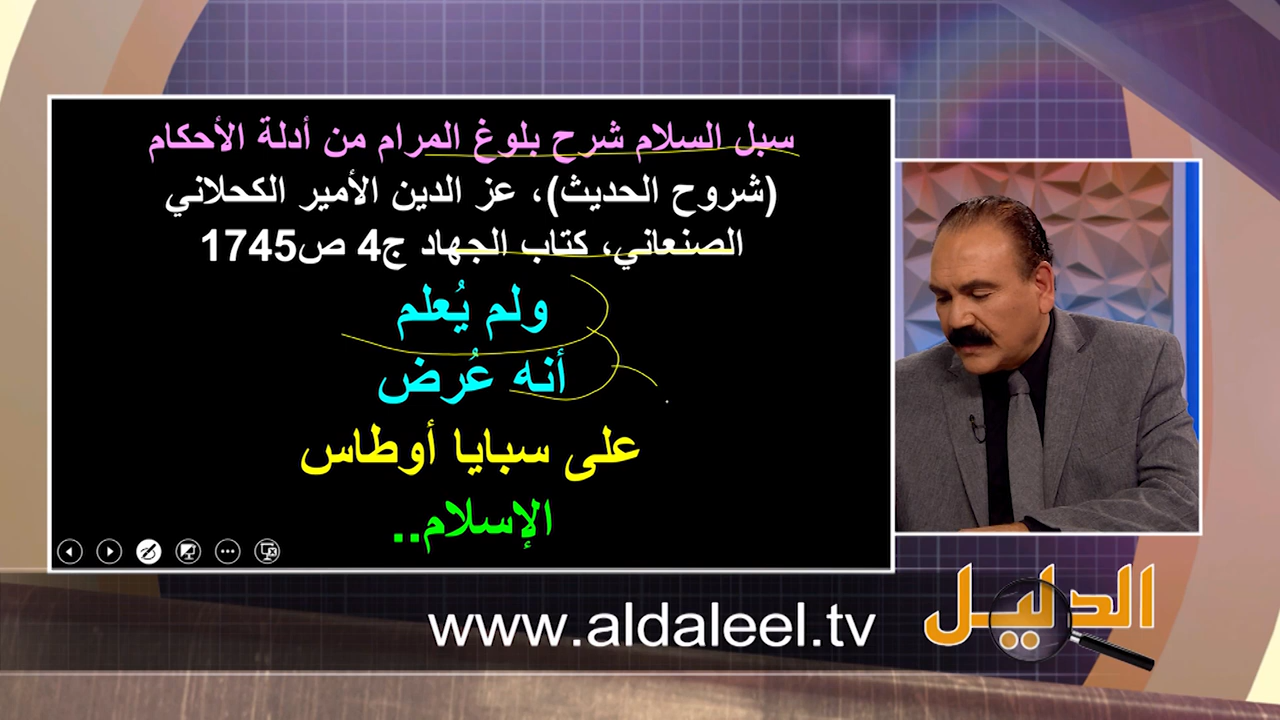 سبل السلام شرح بلوغ المرام من أدلة الأحكام
(شروح الحديث)، عز الدين الأمير الكحلاني
الصنعاني، كتاب الجهاد ج4 ص1745
ولم يُعلم
أنه عُرض
على سبايا أوطاس
الإسلام..
الدليل
www.aldaleel.tv